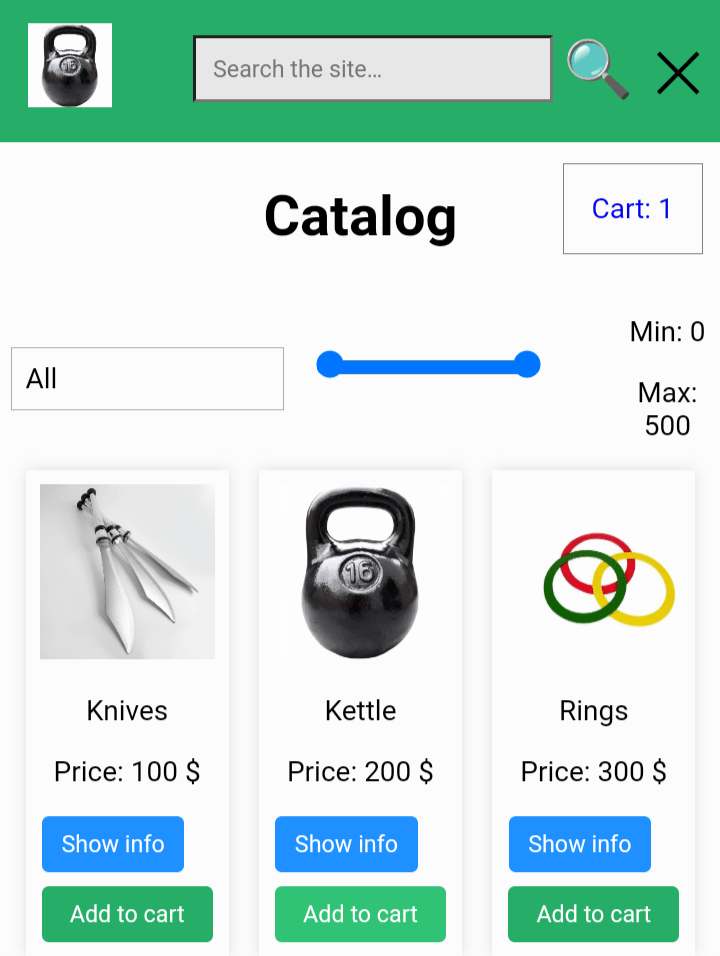 16
Search the site…
Catalog
Cart: 1
All
Min: 0
Max:
500
16
Knives
Kettle
Rings
Price: 100 $
Price: 200 $
Price: 300 $
Show info
Show info
Show info
Add to cart
Add to cart
Add to cart